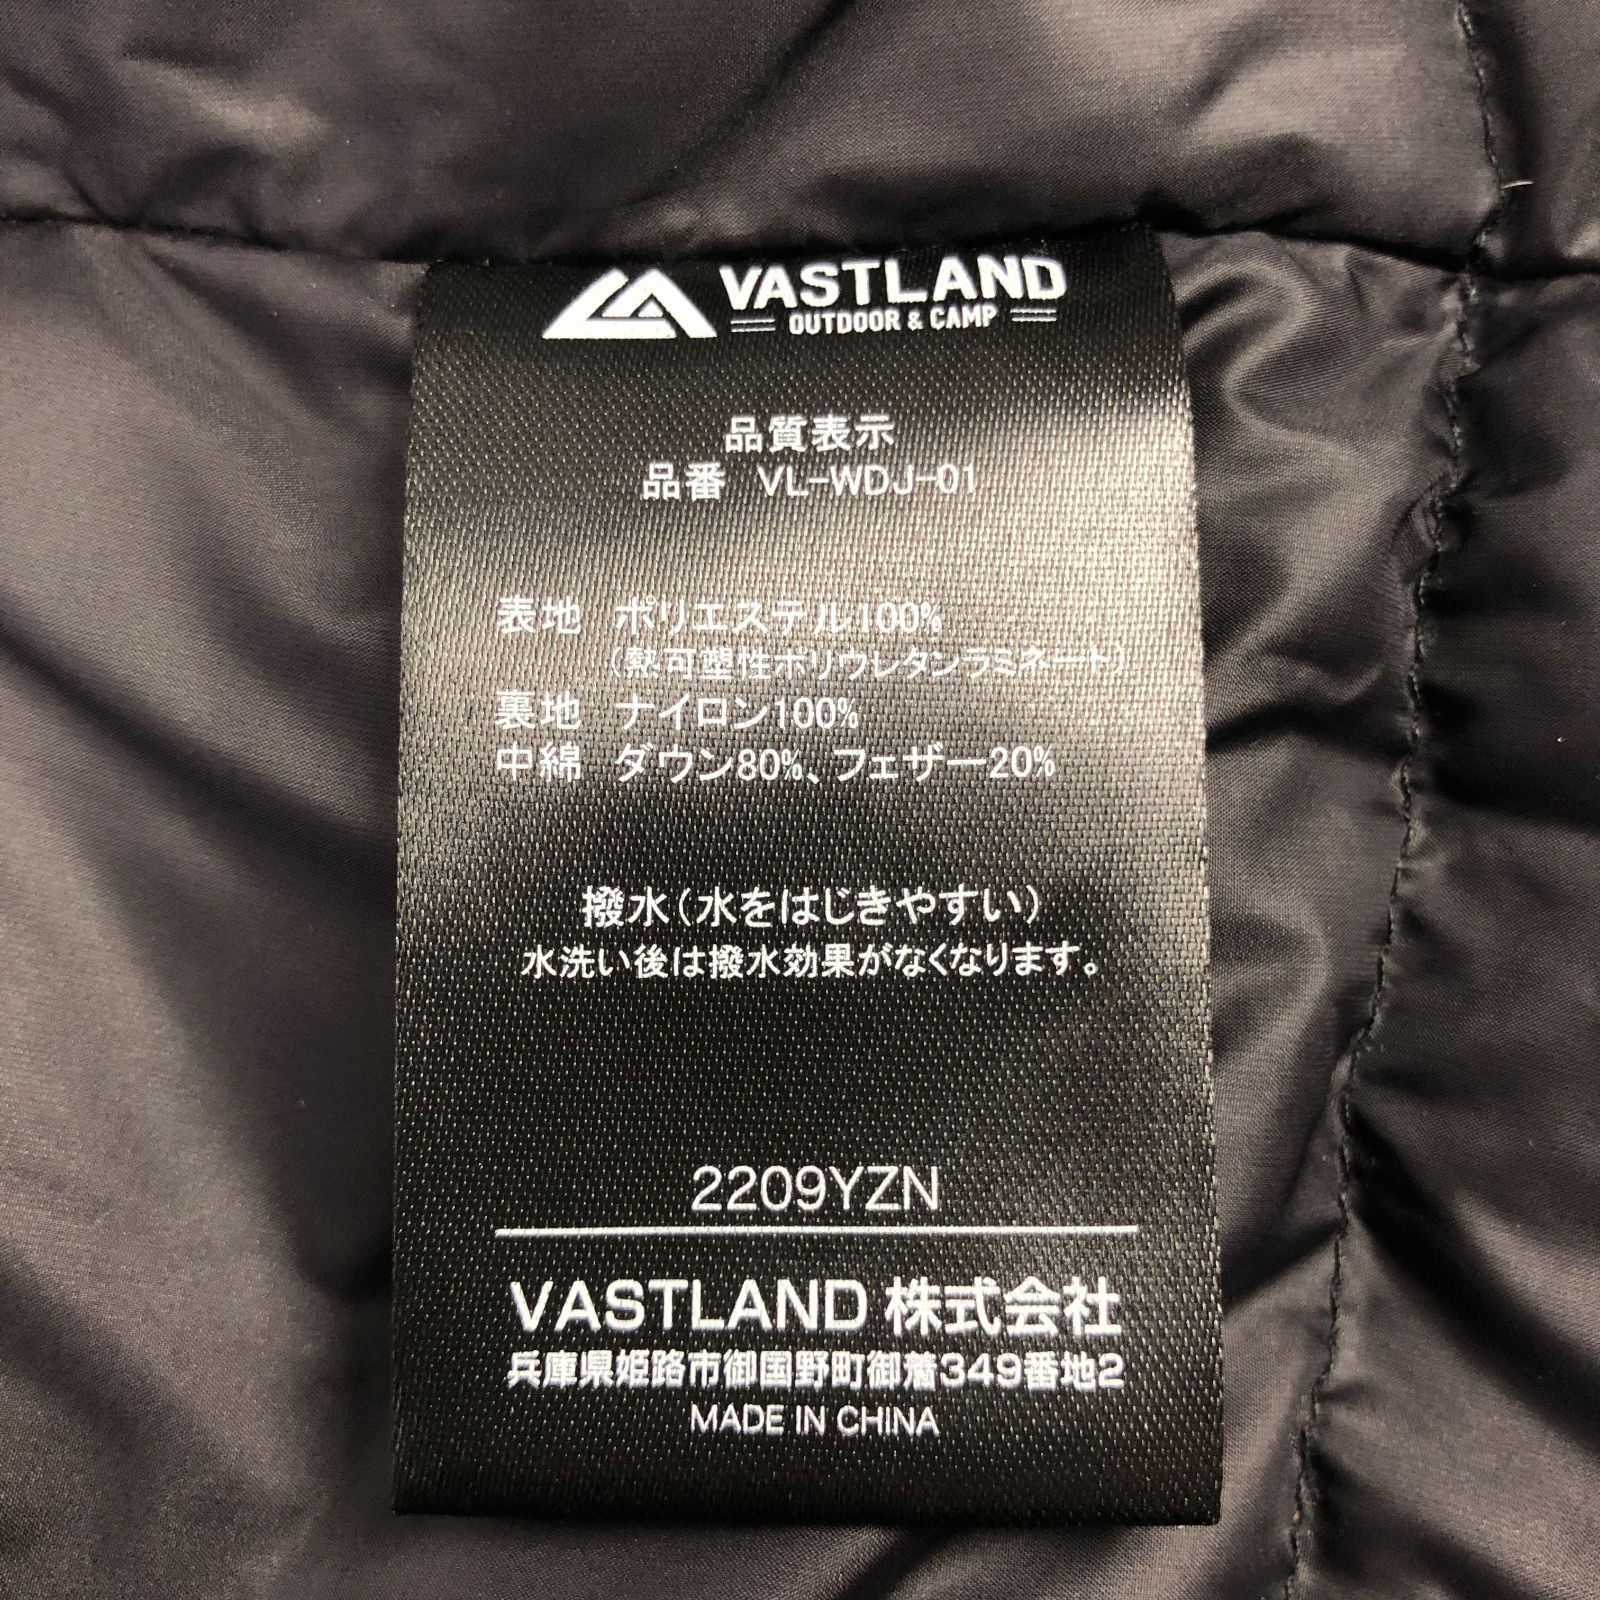 VASTLAND
OUTDOOR & CAMP
品質表示
品番 VL-WDJ-01
表地 ポリエステル100%
(熱可塑性ポリウレタンラミネート)
裏地 ナイロン100%
中綿 ダウン80%、フェザー20%
撥水(水をはじきやすい)
水洗い後は撥水効果がなくなります。
2209YZN
VASTLAND 株式会社
兵庫県姫路市御国野町御着349番地2
MADE IN CHINA